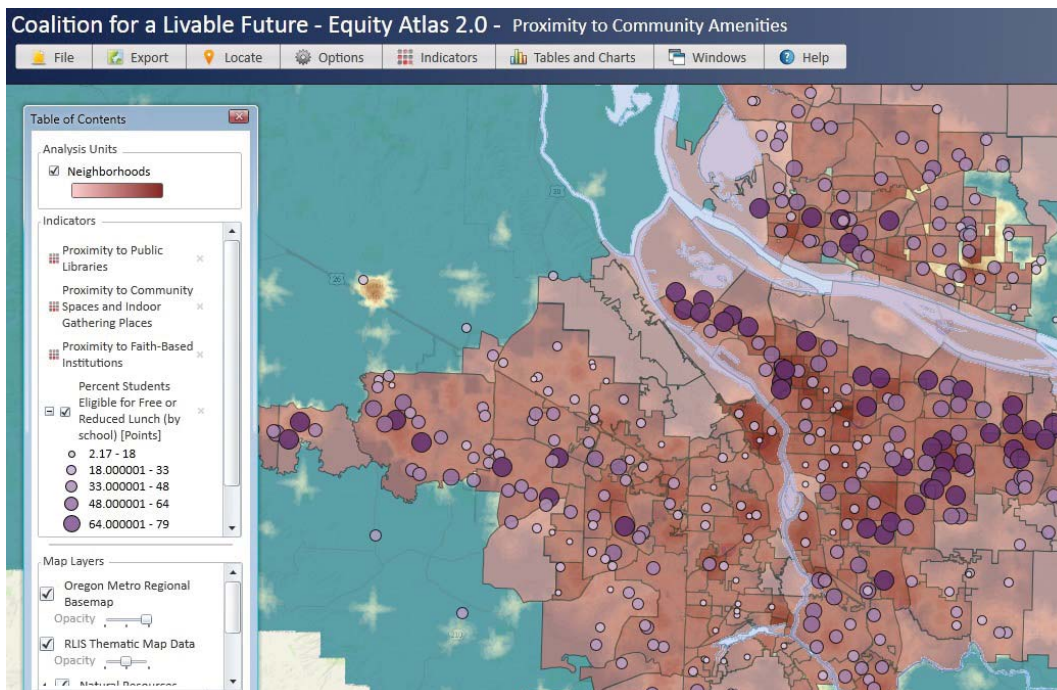 Coalition for a Livable Future - Equity Atlas 2.0 - Proximity to Community Amenities
File Export Locate Options Indicators Tables and Charts Windows Help
Table of Contents
Analysis Units
Neighborhoods
Indicators
Proximity to Public
Libraries
Proximity to Community
Spaces and Indoor
Gathering Places
Proximity to Faith-Based
Institutions
Percent Students
Eligible for Free or
Reduced Lunch (by
school) [Points]
2.17 - 18
18.000001 - 33
33.000001 - 48
48.000001 - 64
64.000001 - 79
Map Layers
Oregon Metro Regional
Basemap
Opacity
RLIS Thematic Map Data
Opacity
Natural Resources
26